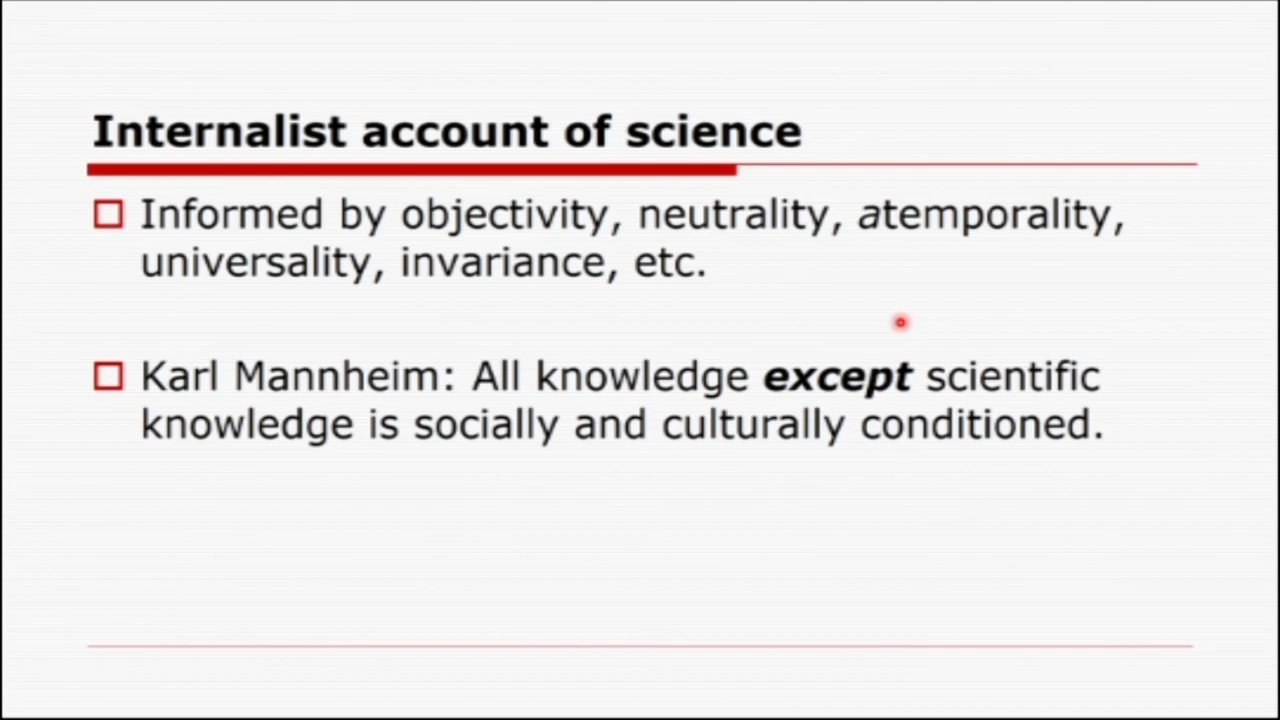 Internalist account of science
Informed by objectivity, neutrality, atemporality,
universality, invariance, etc.
Karl Mannheim: All knowledge except scientific
knowledge is socially and culturally conditioned.